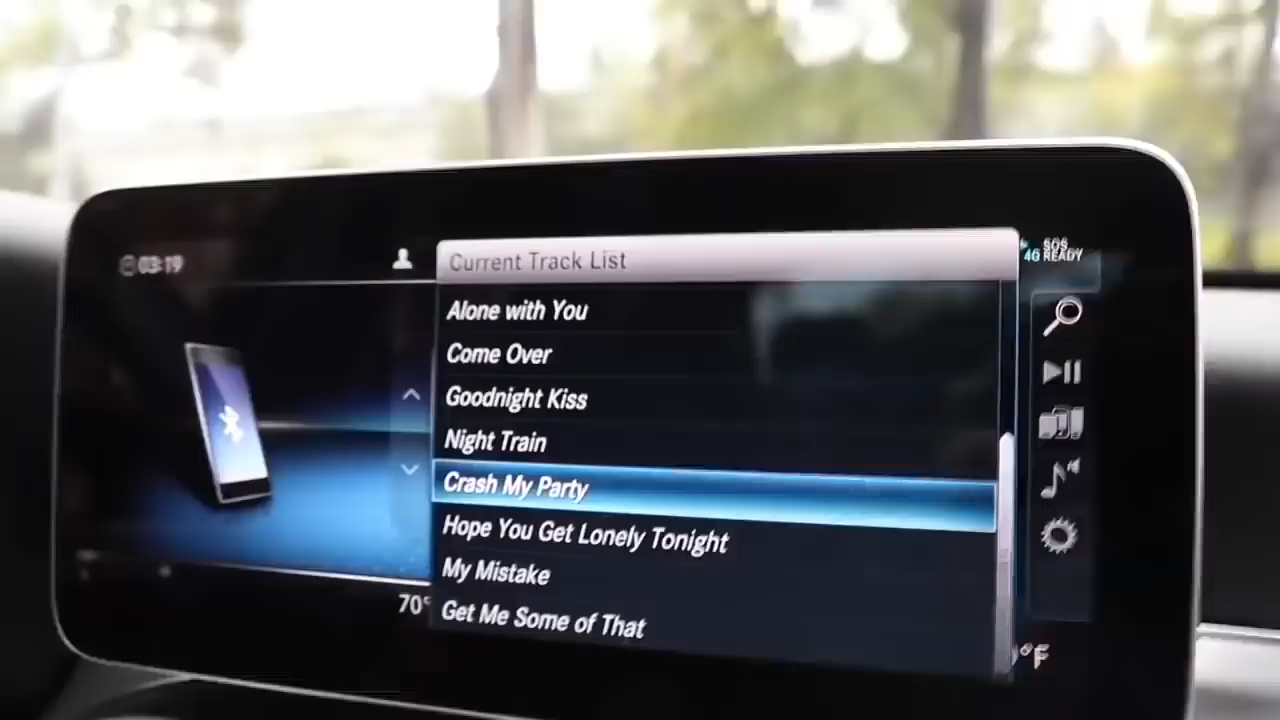 03:19
Current Track List
SOS
4G READY
Alone with You
Come Over
Goodnight Kiss
Night Train
Crash My Party
Hope You Get Lonely Tonight
My Mistake
Get Me Some of That
70°
°F